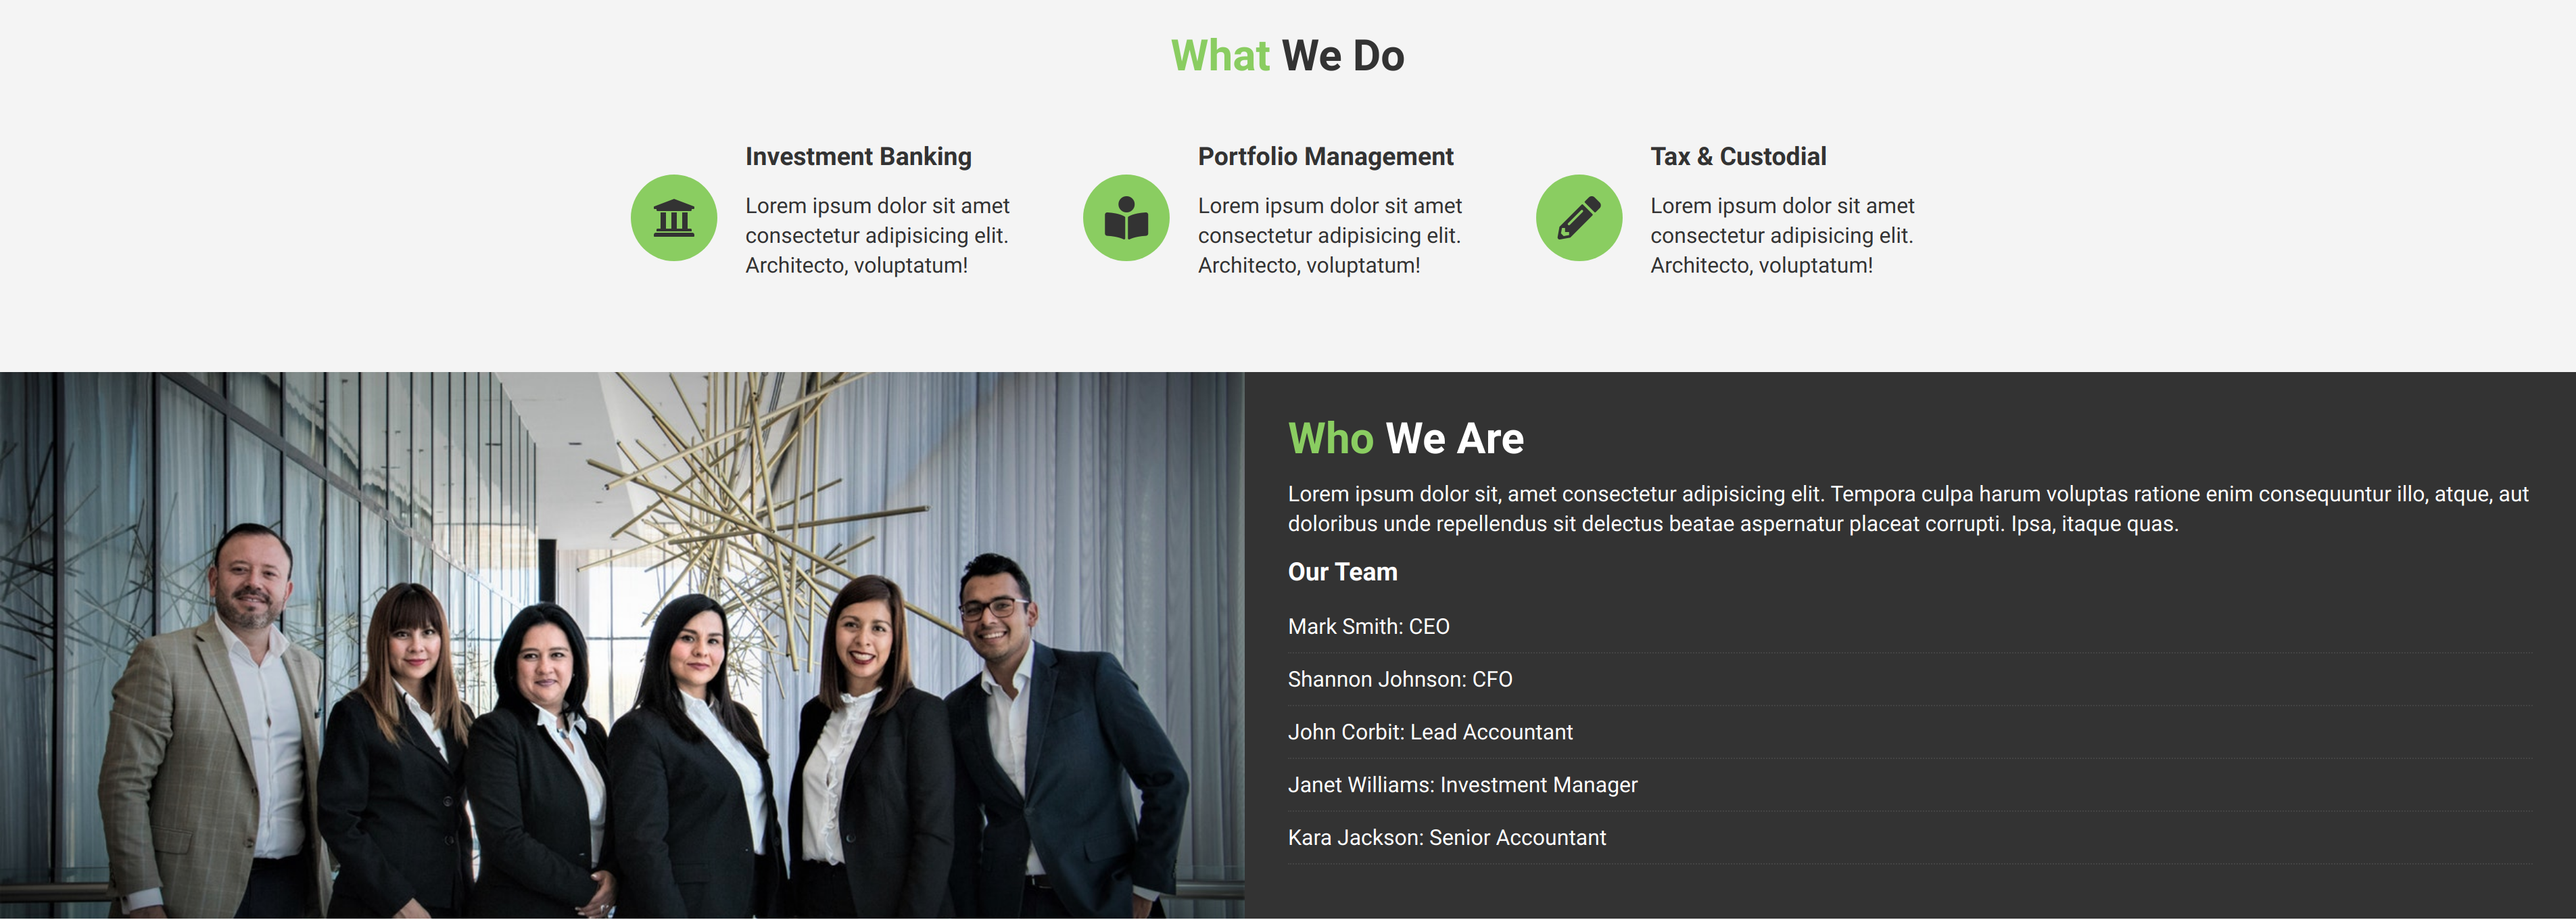 What We Do
Investment Banking
Lorem ipsum dolor sit amet
consectetur adipisicing elit.
Architecto, voluptatum!
Portfolio Management
Lorem ipsum dolor sit amet
consectetur adipisicing elit.
Architecto, voluptatum!
Tax & Custodial
Lorem ipsum dolor sit amet
consectetur adipisicing elit.
Architecto, voluptatum!
Who We Are
Lorem ipsum dolor sit, amet consectetur adipisicing elit. Tempora culpa harum voluptas ratione enim consequuntur illo, atque, aut
doloribus unde repellendus sit delectus beatae aspernatur placeat corrupti. Ipsa, itaque quas.
Our Team
Mark Smith: CEO
Shannon Johnson: CFO
John Corbit: Lead Accountant
Janet Williams: Investment Manager
Kara Jackson: Senior Accountant